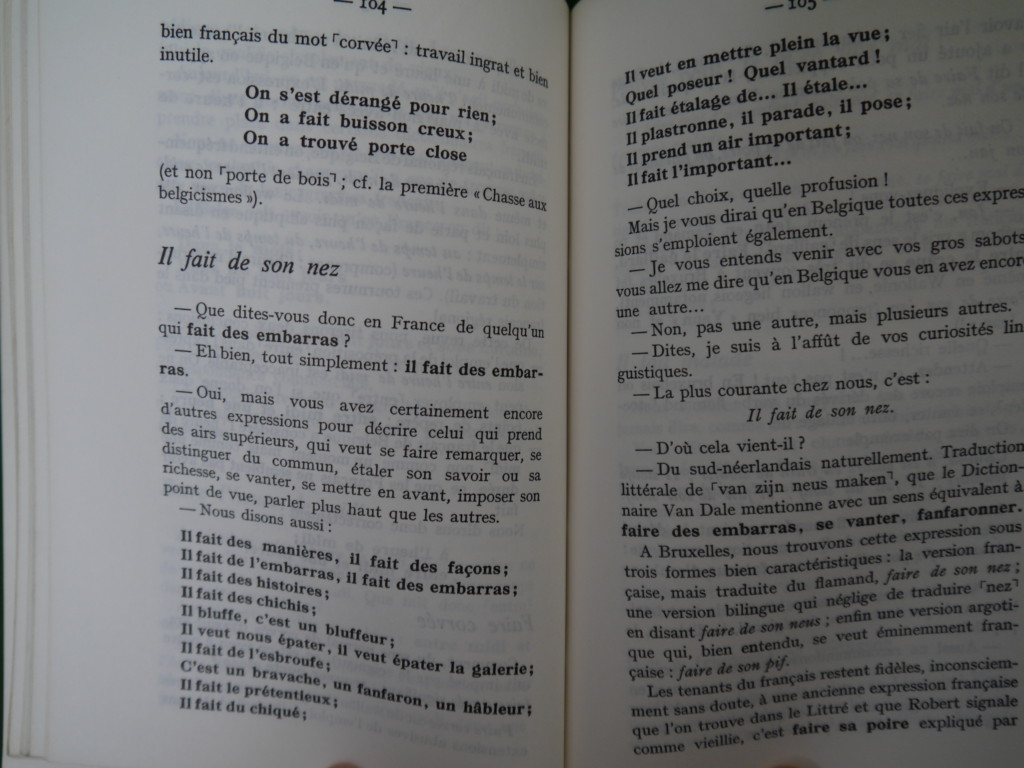 — 104 —
bien français du mot ⌜corvée⌝ : travail ingrat et bien
inutile.
On s'est dérangé pour rien;
On a fait buisson creux;
On a trouvé porte close
(et non ⌜porte de bois⌝ ; cf. la première « Chasse aux
belgicismes »).
Il fait de son nez
— Que dites-vous donc en France de quelqu'un
qui fait des embarras ?
— Eh bien, tout simplement : il fait des embar-
ras.
— Oui, mais vous avez certainement encore
d'autres expressions pour décrire celui qui prend
des airs supérieurs, qui veut se faire remarquer, se
distinguer du commun, étaler son savoir ou sa
richesse, se vanter, se mettre en avant, imposer son
point de vue, parler plus haut que les autres.
— Nous disons aussi :
Il fait des manières, il fait des façons;
Il fait de l'embarras, il fait des embarras;
Il fait des histoires;
Il fait des chichis;
Il bluffe, c'est un bluffeur;
Il veut nous épater, il veut épater la galerie;
Il fait de l'esbroufe;
C'est un bravache, un fanfaron, un hâbleur;
Il fait le prétentieux;
Il fait du chiqué;
— 105 —
Il veut en mettre plein la vue;
Quel poseur ! Quel vantard !
Il fait étalage de... Il étale...
Il plastronne, il parade, il pose;
Il prend un air important;
Il fait l'important...
— Quel choix, quelle profusion !
Mais je vous dirai qu'en Belgique toutes ces expres-
sions s'emploient également.
— Je vous entends venir avec vos gros sabots
vous allez me dire qu'en Belgique vous en avez encore
une autre...
— Non, pas une autre, mais plusieurs autres.
— Dites, je suis à l'affût de vos curiosités lin
guistiques.
— La plus courante chez nous, c'est :
Il fait de son nez.
— D'où cela vient-il ?
— Du sud-néerlandais naturellement. Traduction
littérale de ⌜van zijn neus maken⌝, que le Diction-
naire Van Dale mentionne avec un sens équivalent à
faire des embarras, se vanter, fanfaronner.
A Bruxelles, nous trouvons cette expression sous
trois formes bien caractéristiques : la version fran-
çaise, mais traduite du flamand, faire de son nez ;
une version bilingue qui néglige de traduire ⌜nez⌝
en disant faire de son neus ; enfin une version argoti-
que qui, bien entendu, se veut éminemment fran-
çaise : faire de son pif.
Les tenants du français restent fidèles, inconsciem-
ment sans doute, à une ancienne expression française
que l'on trouve dans le Littré et que Robert signale
comme vieillie, c'est faire sa poire expliqué par